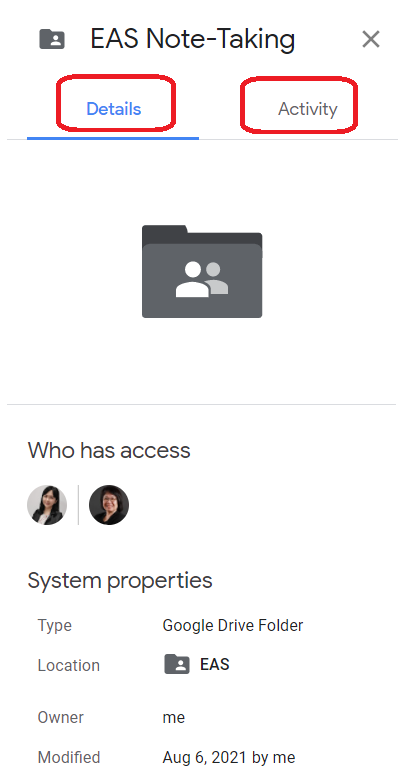 EAS Note-Taking
Details Activity
Who has access
System properties
Type Google Drive Folder
Location EAS
Owner me
Modified Aug 6, 2021 by me